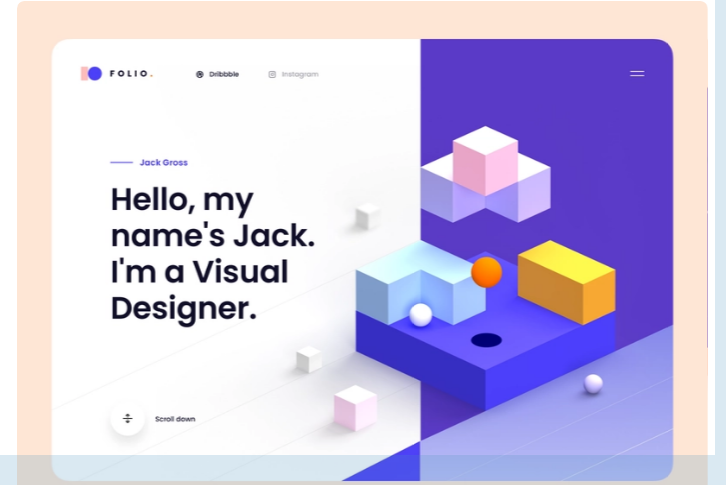 FOLIO.
Dribbble
Instagram
Jack Gross
Hello, my
name's Jack.
I'm a Visual
Designer.
Scroll down